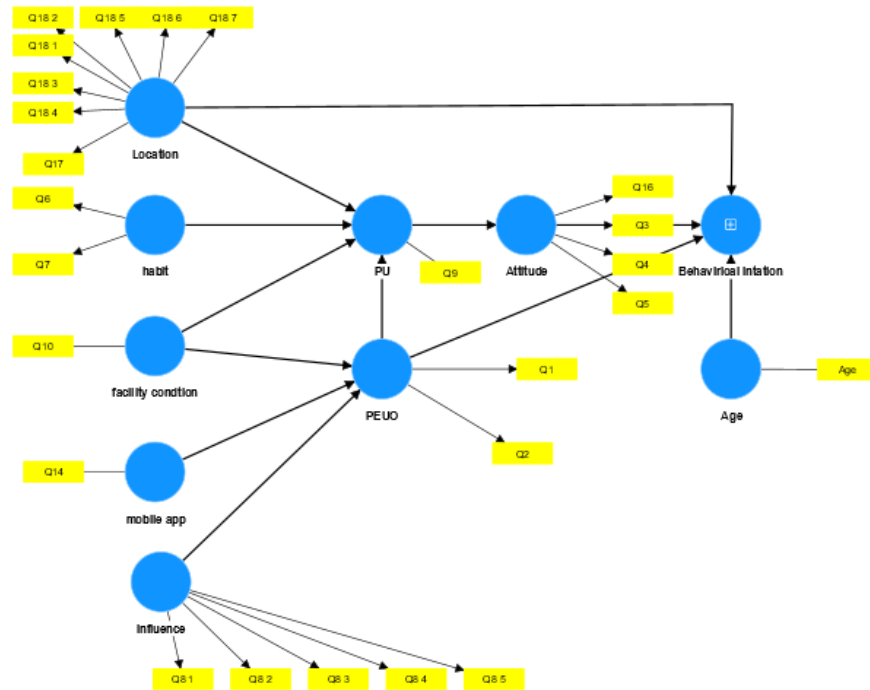 Q18 2
Q18 5
Q18 6
Q18 7
Q18 1
Q18 3
Q18 4
Location
Q17
Q6
Q16
Q3
Q7
habit
PU
Q9
Attitude
Q4
Behavirical Intation
Q5
Q10
facility condtion
PEUO
Q1
Age
Age
Q2
Q14
mobile app
Influence
Q8 1
Q8 2
Q8 3
Q8 4
Q8 5